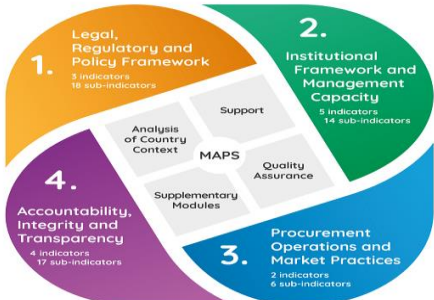 1.
Legal,
Regulatory and
Policy Framework
3 indicators
18 sub-indicators
2.
Institutional
Framework and
Management
Capacity
5 indicators
14 sub-indicators
Support
Analysis
of Country
Context
MAPS
Quality
Assurance
Supplementary
Modules
4.
Accountability,
Integrity and
Transparency
4 indicators
17 sub-indicators
3.
Procurement
Operations and
Market Practices
2 indicators
6 sub-indicators